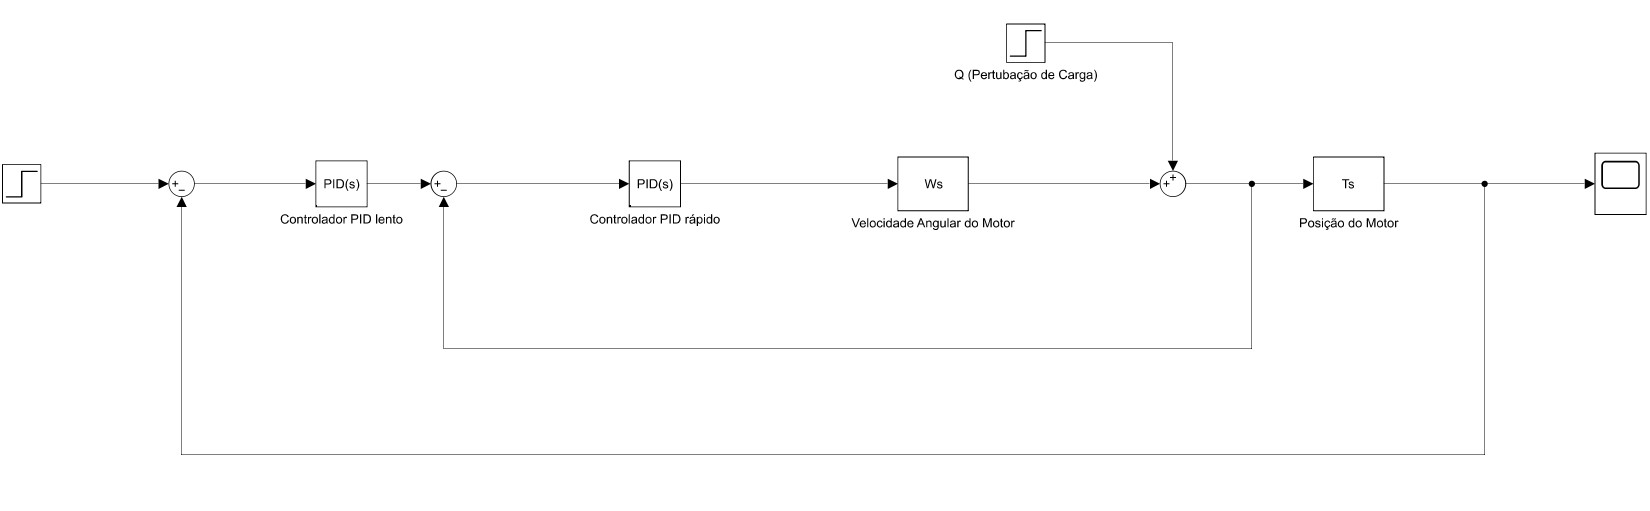 Q (Pertubação de Carga)
+
−
PID(s)
+
−
PID(s)
Ws
+
+
Ts
Controlador PID lento
Controlador PID rápido
Velocidade Angular do Motor
Posição do Motor